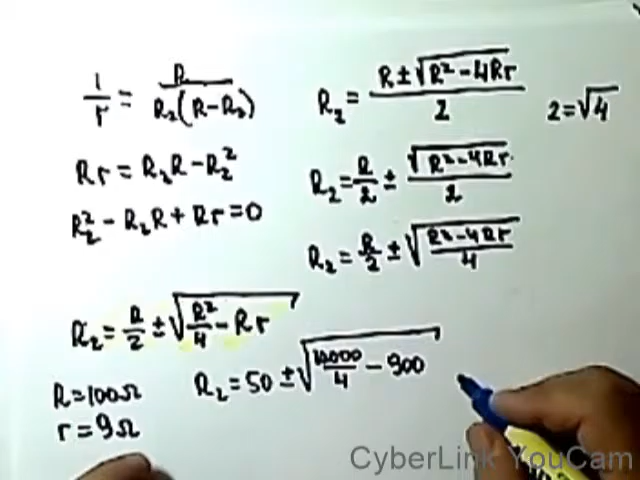 1/r = R/R₂(R-R₂)
Rr = R₂R - R₂²
R₂² - R₂R + Rr = 0
R₂ = R±√R² - 4Rr/2
2 = √4
R₂ = R/2 ± √R² - 4Rr/2
R₂ = R/2 ± √R² - 4Rr/4
R₂ = R/2 ± √R²/4 - Rr
R = 100Ω
r = 9Ω
R₂ = 50 ± √10000/4 - 900
CyberLink YouCam